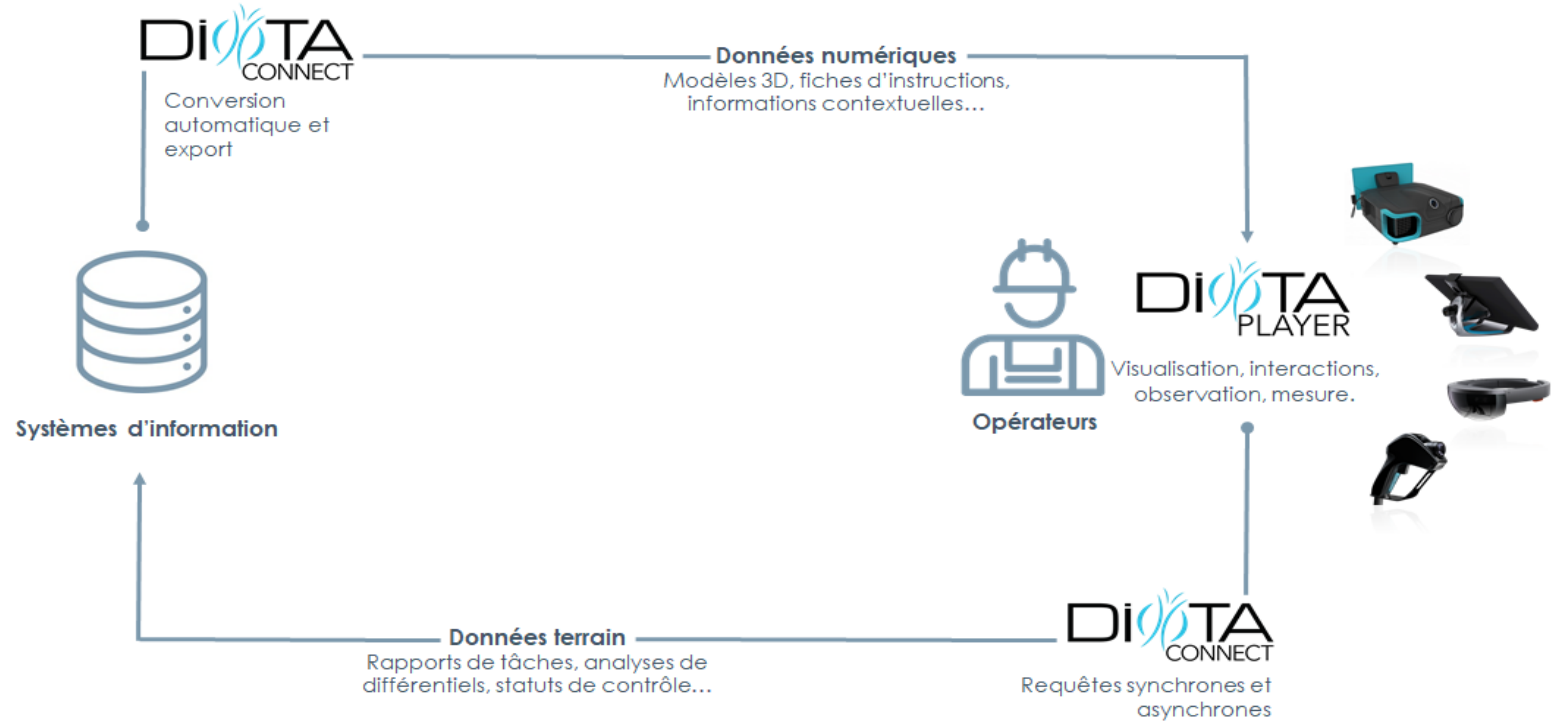 DiOTA
CONNECT
Conversion
automatique et
export
Données numériques
Modèles 3D, fiches d'instructions,
informations contextuelles...
Systèmes d'information
Opérateurs
DiOTA
PLAYER
Visualisation, interactions,
observation, mesure.
Données terrain
Rapports de tâches, analyses de
différentiels, statuts de contrôle...
DiOTA
CONNECT
Requêtes synchrones et
asynchrones